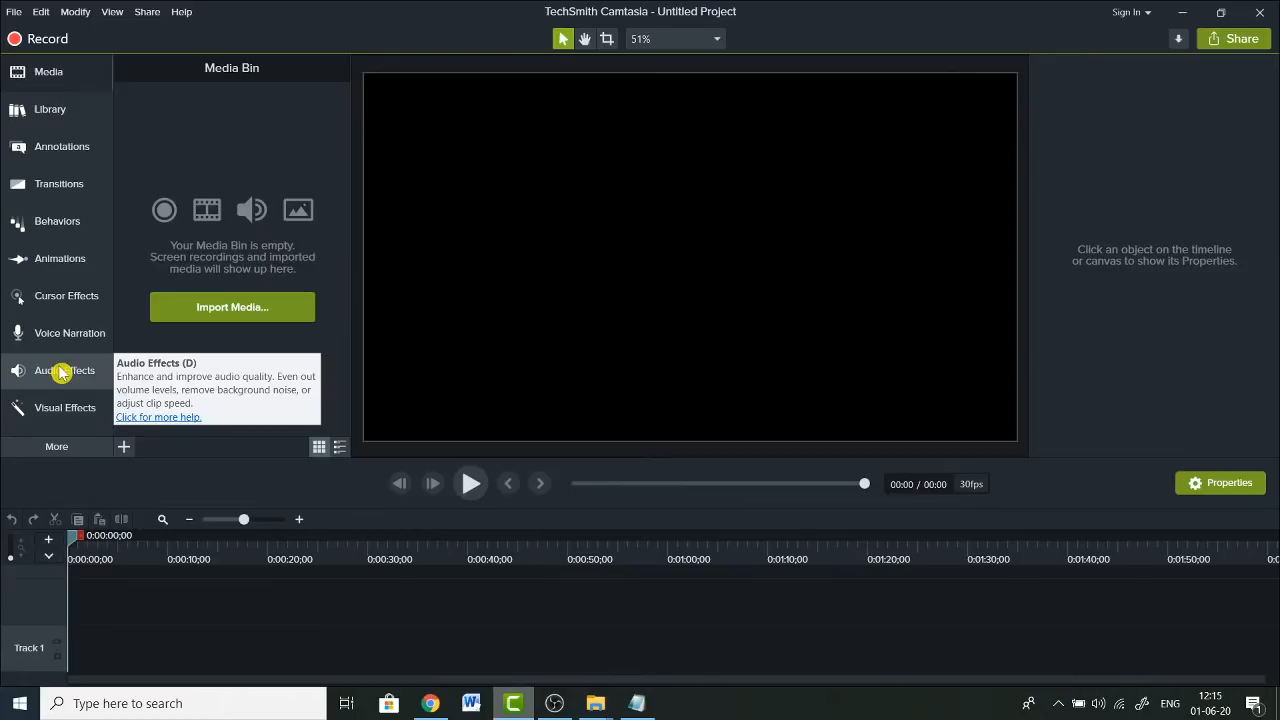 File Edit Modify View Share Help
TechSmith Camtasia - Untitled Project
Sign In
Record
51%
Share
Media
Media Bin
Library
Annotations
Transitions
Behaviors
Your Media Bin is empty.
Screen recordings and imported
media will show up here.
Click an object on the timeline
or canvas to show its Properties.
Animations
Cursor Effects
Import Media...
Voice Narration
Audio Effects
Audio Effects (D)
Enhance and improve audio quality. Even out
volume levels, remove background noise, or
adjust clip speed.
Click for more help.
Visual Effects
More
00:00 / 00:00
30fps
Properties
0:00:00;00
0:00:00;00 0:00:10;00 0:00:20;00 0:00:30;00 0:00:40;00 0:00:50;00 0:01:00;00 0:01:10;00 0:01:20;00 0:01:30;00 0:01:40;00 0:01:50;00
Track 1
Type here to search
ENG
12:15
01-06-20